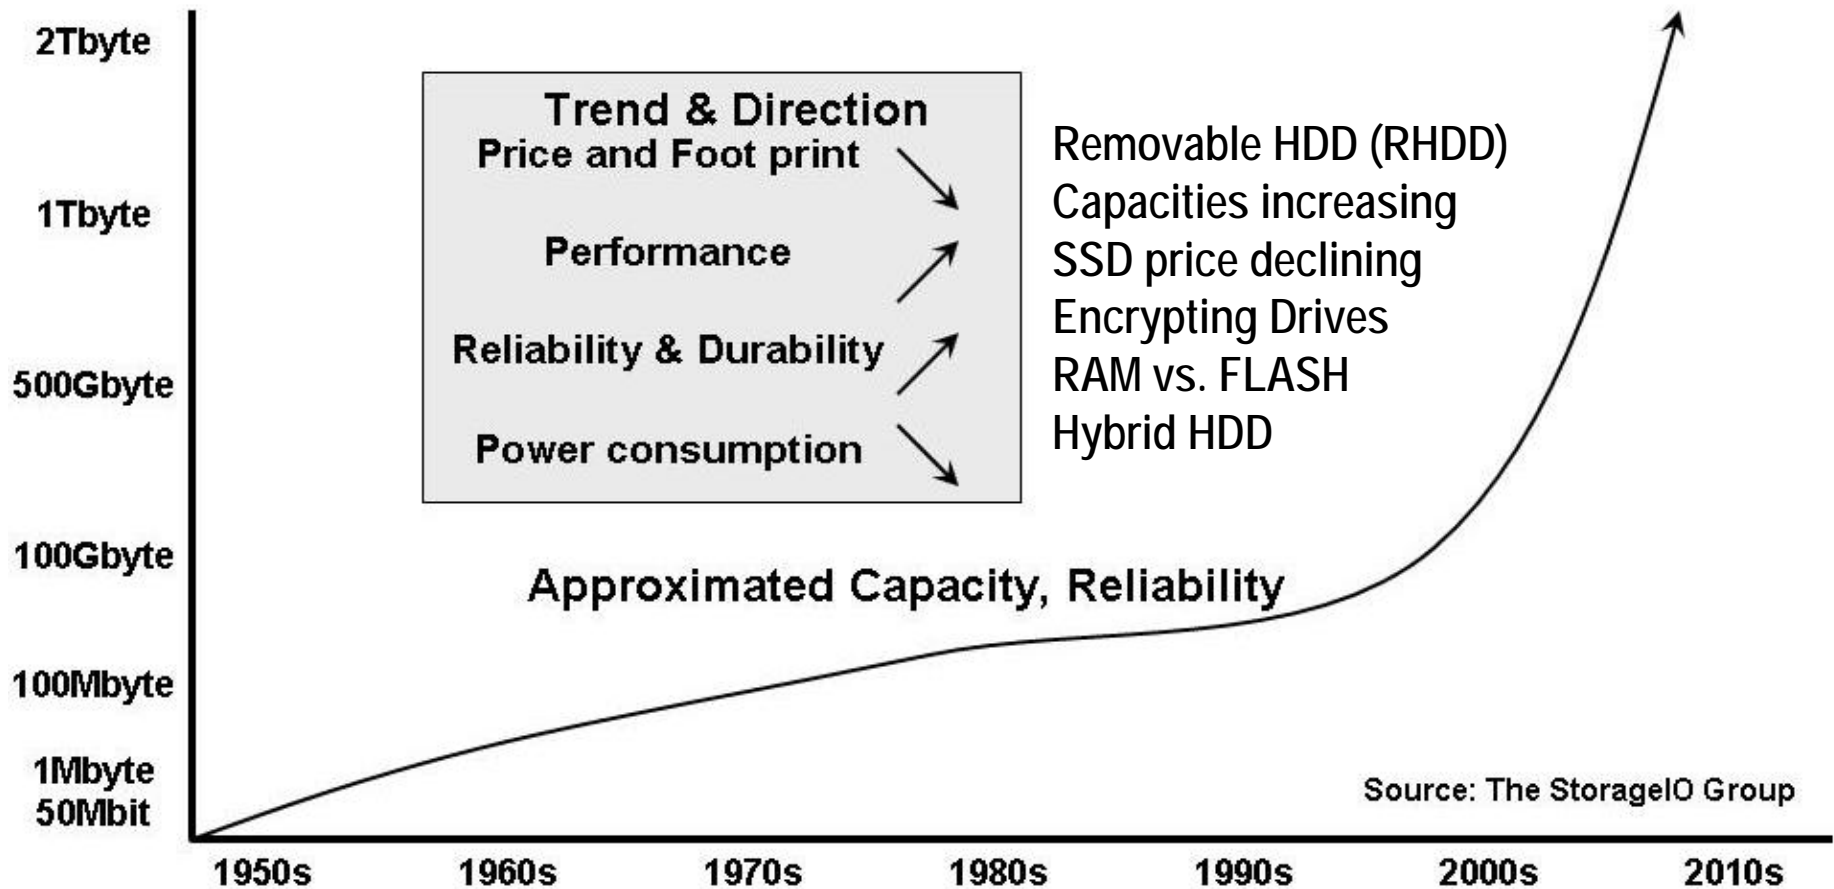 2Tbyte
1Tbyte
500Gbyte
100Gbyte
100Mbyte
1Mbyte
50Mbit
Trend & Direction
Price and Foot print
Performance
Reliability & Durability
Power consumption
Removable HDD (RHDD)
Capacities increasing
SSD price declining
Encrypting Drives
RAM vs. FLASH
Hybrid HDD
Approximated Capacity, Reliability
Source: The StorageIO Group
1950s 1960s 1970s 1980s 1990s 2000s 2010s